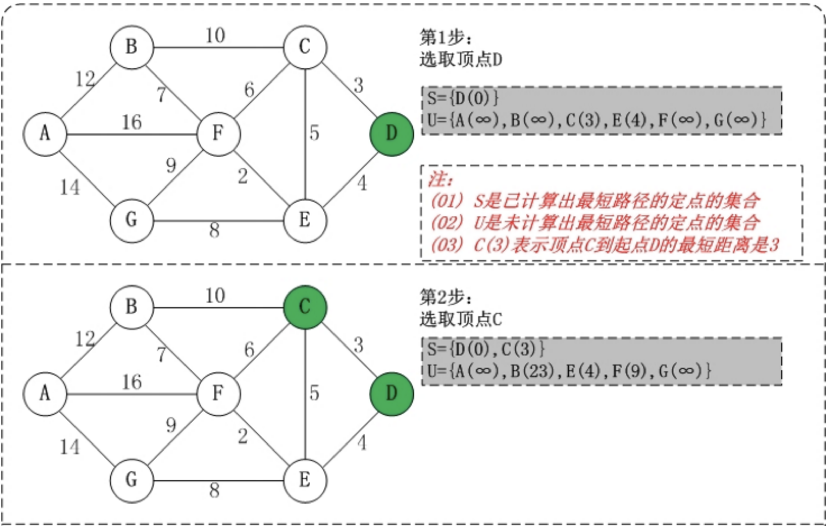 第1步:
选取顶点D
S={D(0)}
U={A(∞),B(∞),C(3),E(4),F(∞),G(∞)}
注:
(01) S是已计算出最短路径的定点的集合
(02) U是未计算出最短路径的定点的集合
(03) C(3)表示顶点C到起点D的最短距离是3
B 10 C
12 7 6 3
A 16 F 5 D
14 9 2 4
G 8 E
第2步:
选取顶点C
S={D(0),C(3)}
U={A(∞),B(23),E(4),F(9),G(∞)}
B 10 C
12 7 6 3
A 16 F 5 D
14 9 2 4
G 8 E